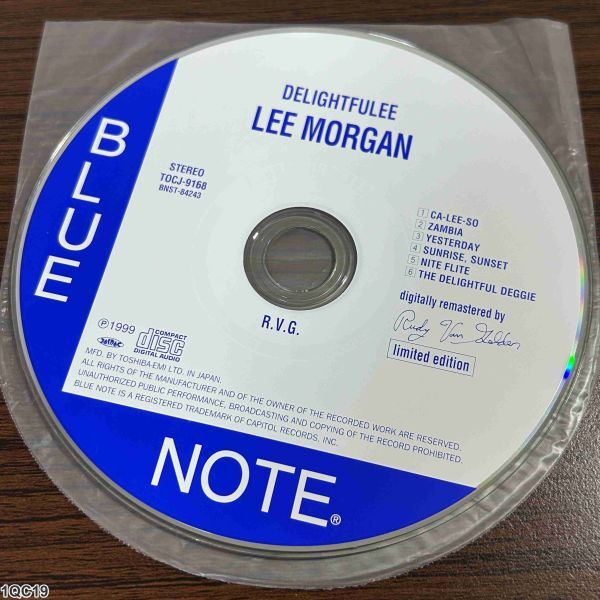 DELIGHTFULEE
LEE MORGAN
BLUE
STEREO
TOCJ-9168
BNST-84243
1 CA-LEE-SO
2 ZAMBIA
3 YESTERDAY
4 SUNRISE, SUNSET
5 NITE FLITE
6 THE DELIGHTFUL DEGGIE
R.V.G.
digitally remastered by
Rudy Van Gelder
limited edition
℗1999
COMPACT
disc
DIGITAL AUDIO
MFD. BY TOSHIBA-EMI LTD. IN JAPAN.
ALL RIGHTS OF THE MANUFACTURER AND OF THE OWNER OF THE RECORDED WORK ARE RESERVED.
UNAUTHORIZED PUBLIC PERFORMANCE, BROADCASTING AND COPYING OF THE RECORD PROHIBITED.
BLUE NOTE IS A REGISTERED TRADEMARK OF CAPITOL RECORDS, INC.
NOTE®
1QC19